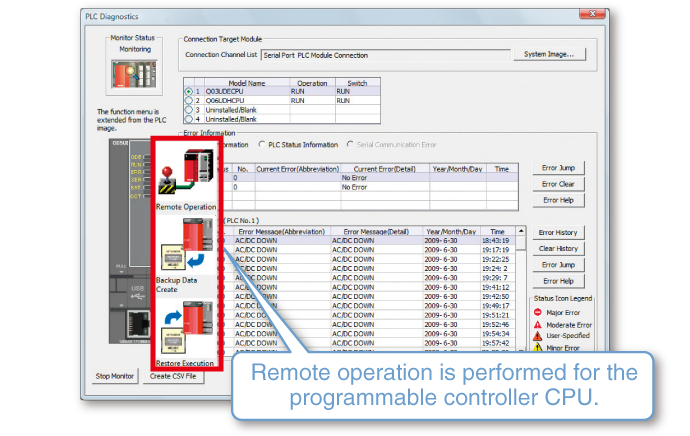 PLC Diagnostics
Monitor Status
Monitoring
The function menu is
extended from the PLC
image.
Connection Target Module
Connection Channel List Serial Port PLC Module Connection System Image...
Model Name Operation Switch
1 Q03UDECPU RUN RUN
2 Q06UDHCPU RUN RUN
3 Uninstalled/Blank
4 Uninstalled/Blank
Error Information
PLC Status Information Serial Communication Error
No. Current Error(Abbreviation) Current Error(Detail) Year/Month/Day Time
0 No Error
0 No Error
Error Jump
Error Clear
Error Help
MODE
RUN
ERR.
USER
BAT.
BOOT
PULL
USB
Remote Operation
Backup Data
Create
Restore Execution
( PLC No.1 )
Error Message(Abbreviation) Error Message(Detail) Year/Month/Day Time
AC/DC DOWN AC/DC DOWN 2009- 6-30 18:43:19
AC/DC DOWN AC/DC DOWN 2009- 6-30 19:17:19
AC/DC DOWN AC/DC DOWN 2009- 6-30 19:22:25
AC/DC DOWN AC/DC DOWN 2009- 6-30 19:24: 2
AC/DC DOWN AC/DC DOWN 2009- 6-30 19:29: 7
AC/DC DOWN AC/DC DOWN 2009- 6-30 19:41:12
AC/DC DOWN AC/DC DOWN 2009- 6-30 19:42:50
AC/DC DOWN AC/DC DOWN 2009- 6-30 19:49:17
AC/DC DOWN AC/DC DOWN 2009- 6-30 19:51:21
AC/DC DOWN AC/DC DOWN 2009- 6-30 19:52:46
AC/DC DOWN AC/DC DOWN 2009- 6-30 19:54:34
AC/DC DOWN AC/DC DOWN 2009- 6-30 19:57:42
Error History
Clear History
Error Jump
Error Help
Status Icon Legend
Major Error
Moderate Error
User-Specified
Minor Error
Stop Monitor
Create CSV File
Remote operation is performed for the
programmable controller CPU.